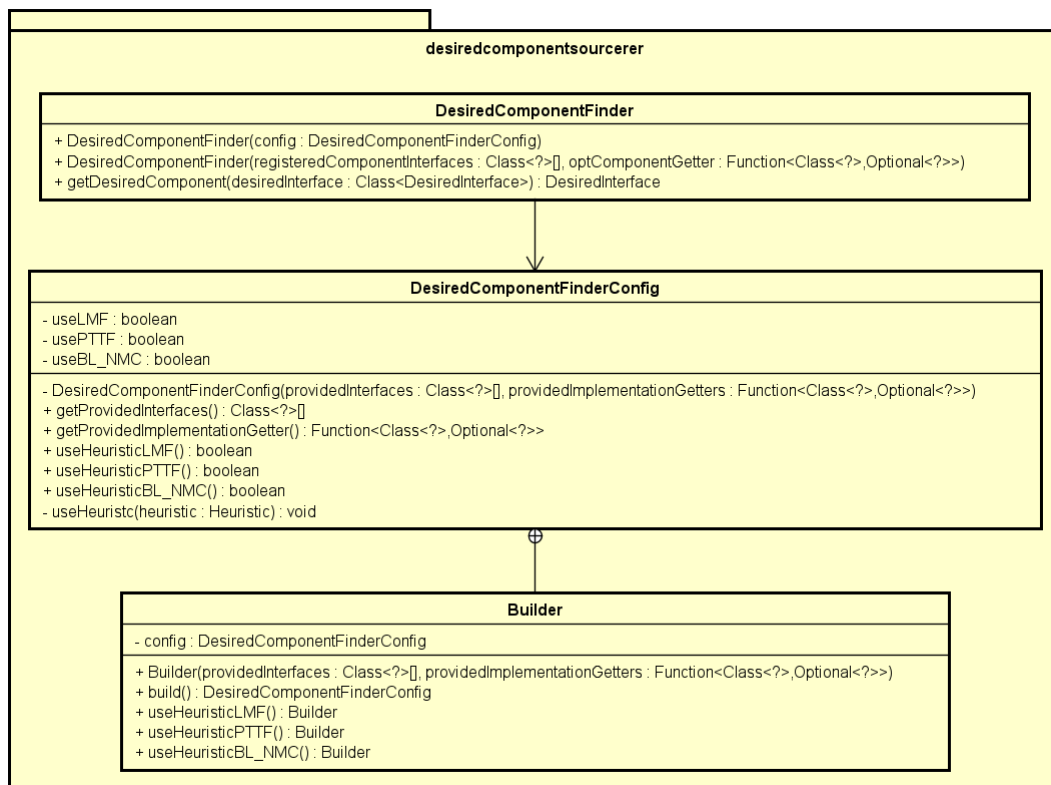 desiredcomponentsourcerer
DesiredComponentFinder
+ DesiredComponentFinder(config : DesiredComponentFinderConfig)
+ DesiredComponentFinder(registeredComponentInterfaces : Class<?>[], optComponentGetter : Function<Class<?>,Optional<?>>)
+ getDesiredComponent(desiredInterface : Class<DesiredInterface>) : DesiredInterface
DesiredComponentFinderConfig
- useLMF : boolean
- usePTTF : boolean
- useBL_NMC : boolean
- DesiredComponentFinderConfig(providedInterfaces : Class<?>[], providedImplementationGetters : Function<Class<?>,Optional<?>>)
+ getProvidedInterfaces() : Class<?>[]
+ getProvidedImplementationGetter() : Function<Class<?>,Optional<?>>
+ useHeuristicLMF() : boolean
+ useHeuristicPTTF() : boolean
+ useHeuristicBL_NMC() : boolean
- useHeuristc(heuristic : Heuristic) : void
Builder
- config : DesiredComponentFinderConfig
+ Builder(providedInterfaces : Class<?>[], providedImplementationGetters : Function<Class<?>,Optional<?>>)
+ build() : DesiredComponentFinderConfig
+ useHeuristicLMF() : Builder
+ useHeuristicPTTF() : Builder
+ useHeuristicBL_NMC() : Builder